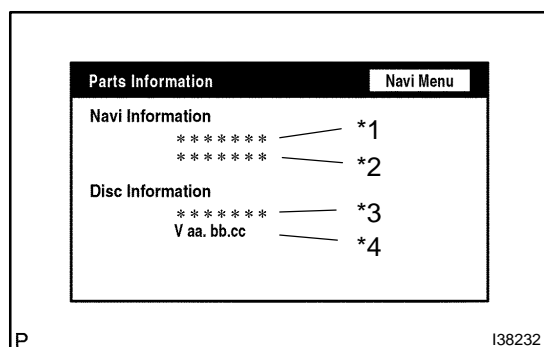 Parts Information Navi Menu
Navi Information
* * * * * * * *1
* * * * * * * *2
Disc Information
* * * * * * * *3
V aa. bb.cc *4
P I38232